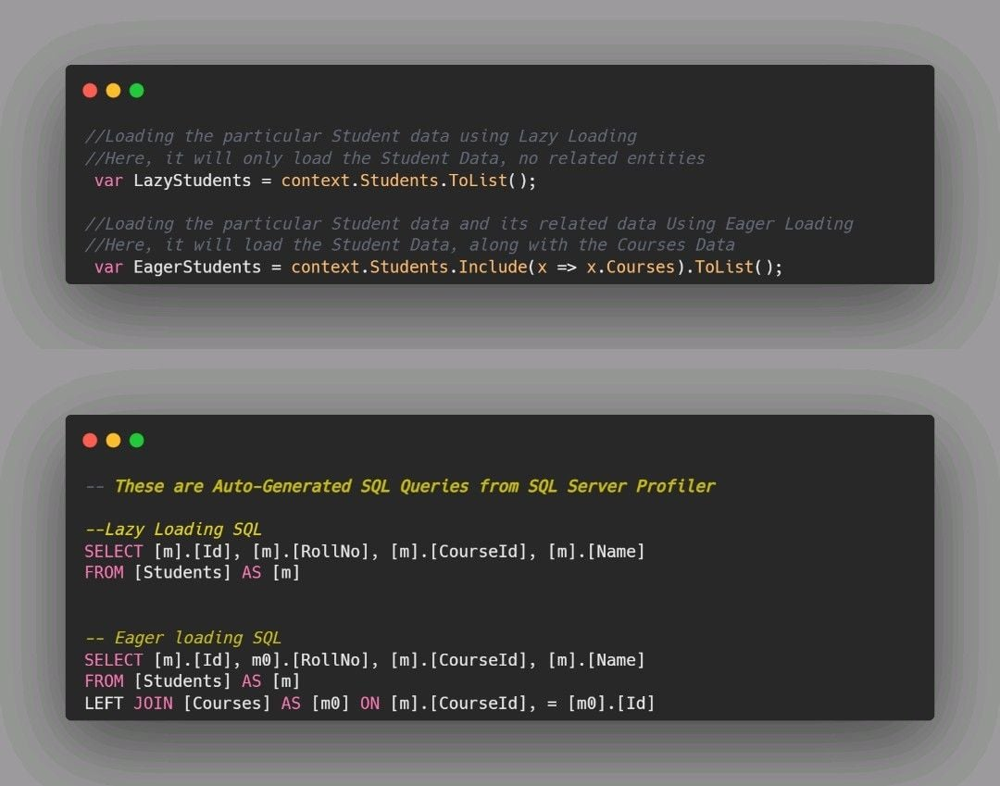 //Loading the particular Student data using Lazy Loading
//Here, it will only load the Student Data, no related entities
var LazyStudents = context.Students.ToList();
//Loading the particular Student data and its related data Using Eager Loading
//Here, it will load the Student Data, along with the Courses Data
var EagerStudents = context.Students.Include(x => x.Courses).ToList();
-- These are Auto-Generated SQL Queries from SQL Server Profiler
--Lazy Loading SQL
SELECT [m].[Id], [m].[RollNo], [m].[CourseId], [m].[Name]
FROM [Students] AS [m]
-- Eager loading SQL
SELECT [m].[Id], m0].[RollNo], [m].[CourseId], [m].[Name]
FROM [Students] AS [m]
LEFT JOIN [Courses] AS [m0] ON [m].[CourseId], = [m0].[Id]